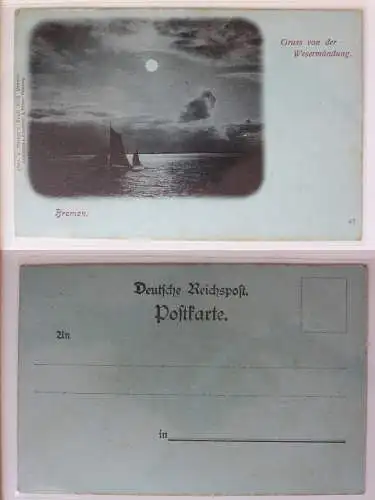 Gruss von der
Wesermündung.
Bremen.
Deutsche Reichspost.
Postkarte.
An
in